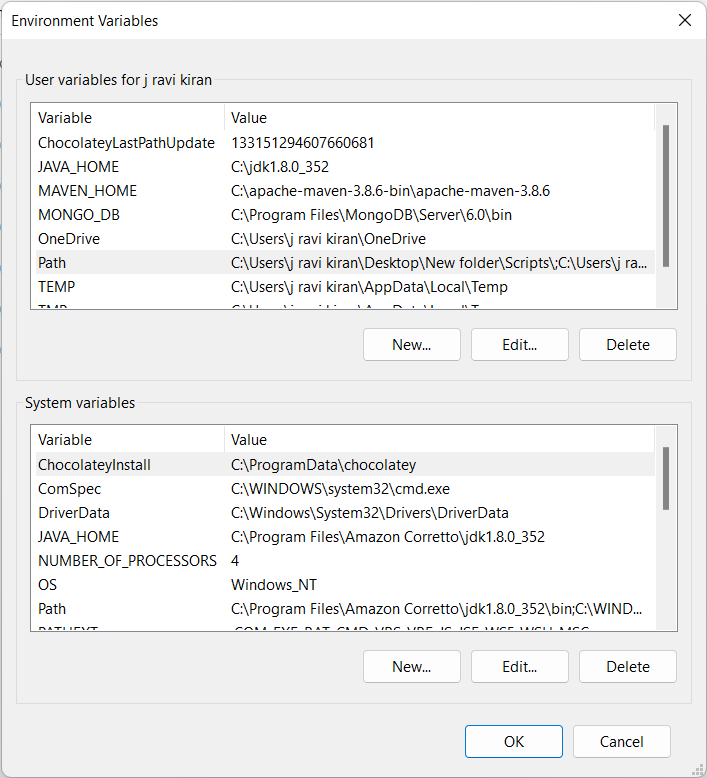 Environment Variables
User variables for j ravi kiran
Variable Value
ChocolateyLastPathUpdate 133151294607660681
JAVA_HOME C:\jdk1.8.0_352
MAVEN_HOME C:\apache-maven-3.8.6-bin\apache-maven-3.8.6
MONGO_DB C:\Program Files\MongoDB\Server\6.0\bin
OneDrive C:\Users\j ravi kiran\OneDrive
Path C:\Users\j ravi kiran\Desktop\New folder\Scripts\;C:\Users\j ra...
TEMP C:\Users\j ravi kiran\AppData\Local\Temp
New... Edit... Delete
System variables
Variable Value
ChocolateyInstall C:\ProgramData\chocolatey
ComSpec C:\WINDOWS\system32\cmd.exe
DriverData C:\Windows\System32\Drivers\DriverData
JAVA_HOME C:\Program Files\Amazon Corretto\jdk1.8.0_352
NUMBER_OF_PROCESSORS 4
OS Windows_NT
Path C:\Program Files\Amazon Corretto\jdk1.8.0_352\bin;C:\WIND...
New... Edit... Delete
OK Cancel